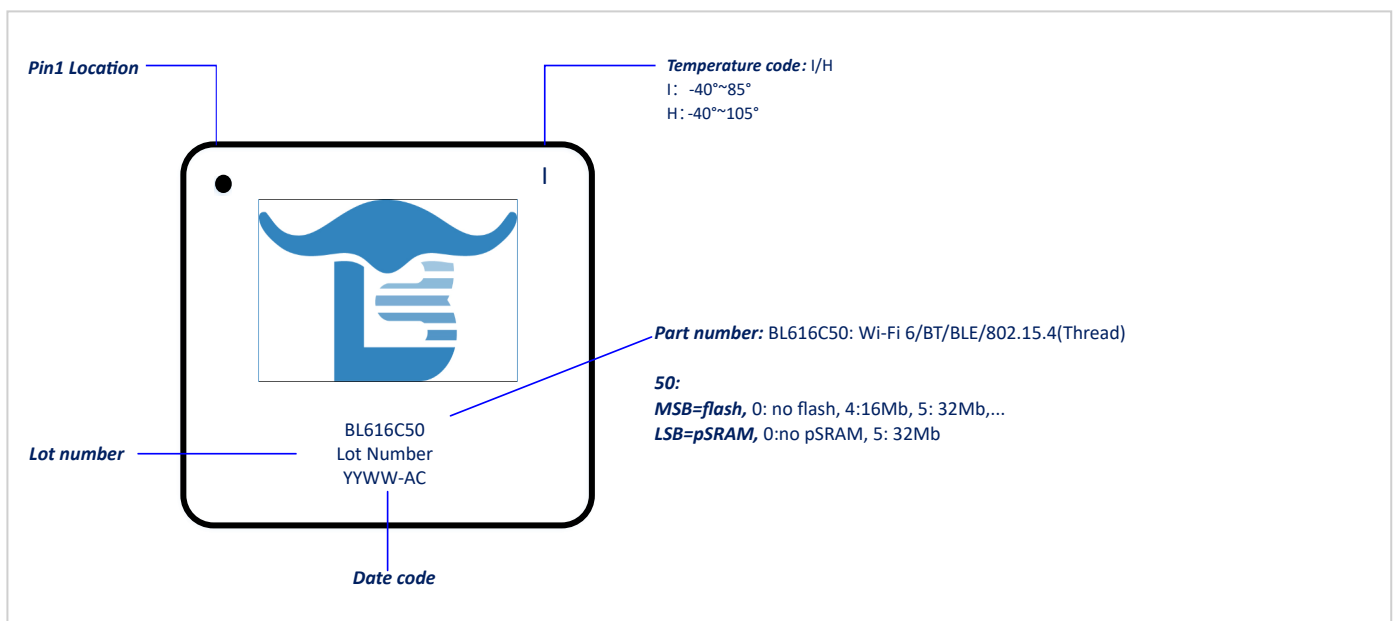 Pin1 Location
Temperature code: I/H
I: -40°~85°
H: -40°~105°
I
Part number: BL616C50: Wi-Fi 6/BT/BLE/802.15.4(Thread)
50:
MSB=flash, 0: no flash, 4:16Mb, 5: 32Mb,...
LSB=pSRAM, 0:no pSRAM, 5: 32Mb
BL616C50
Lot number
Lot Number
YYWW-AC
Date code